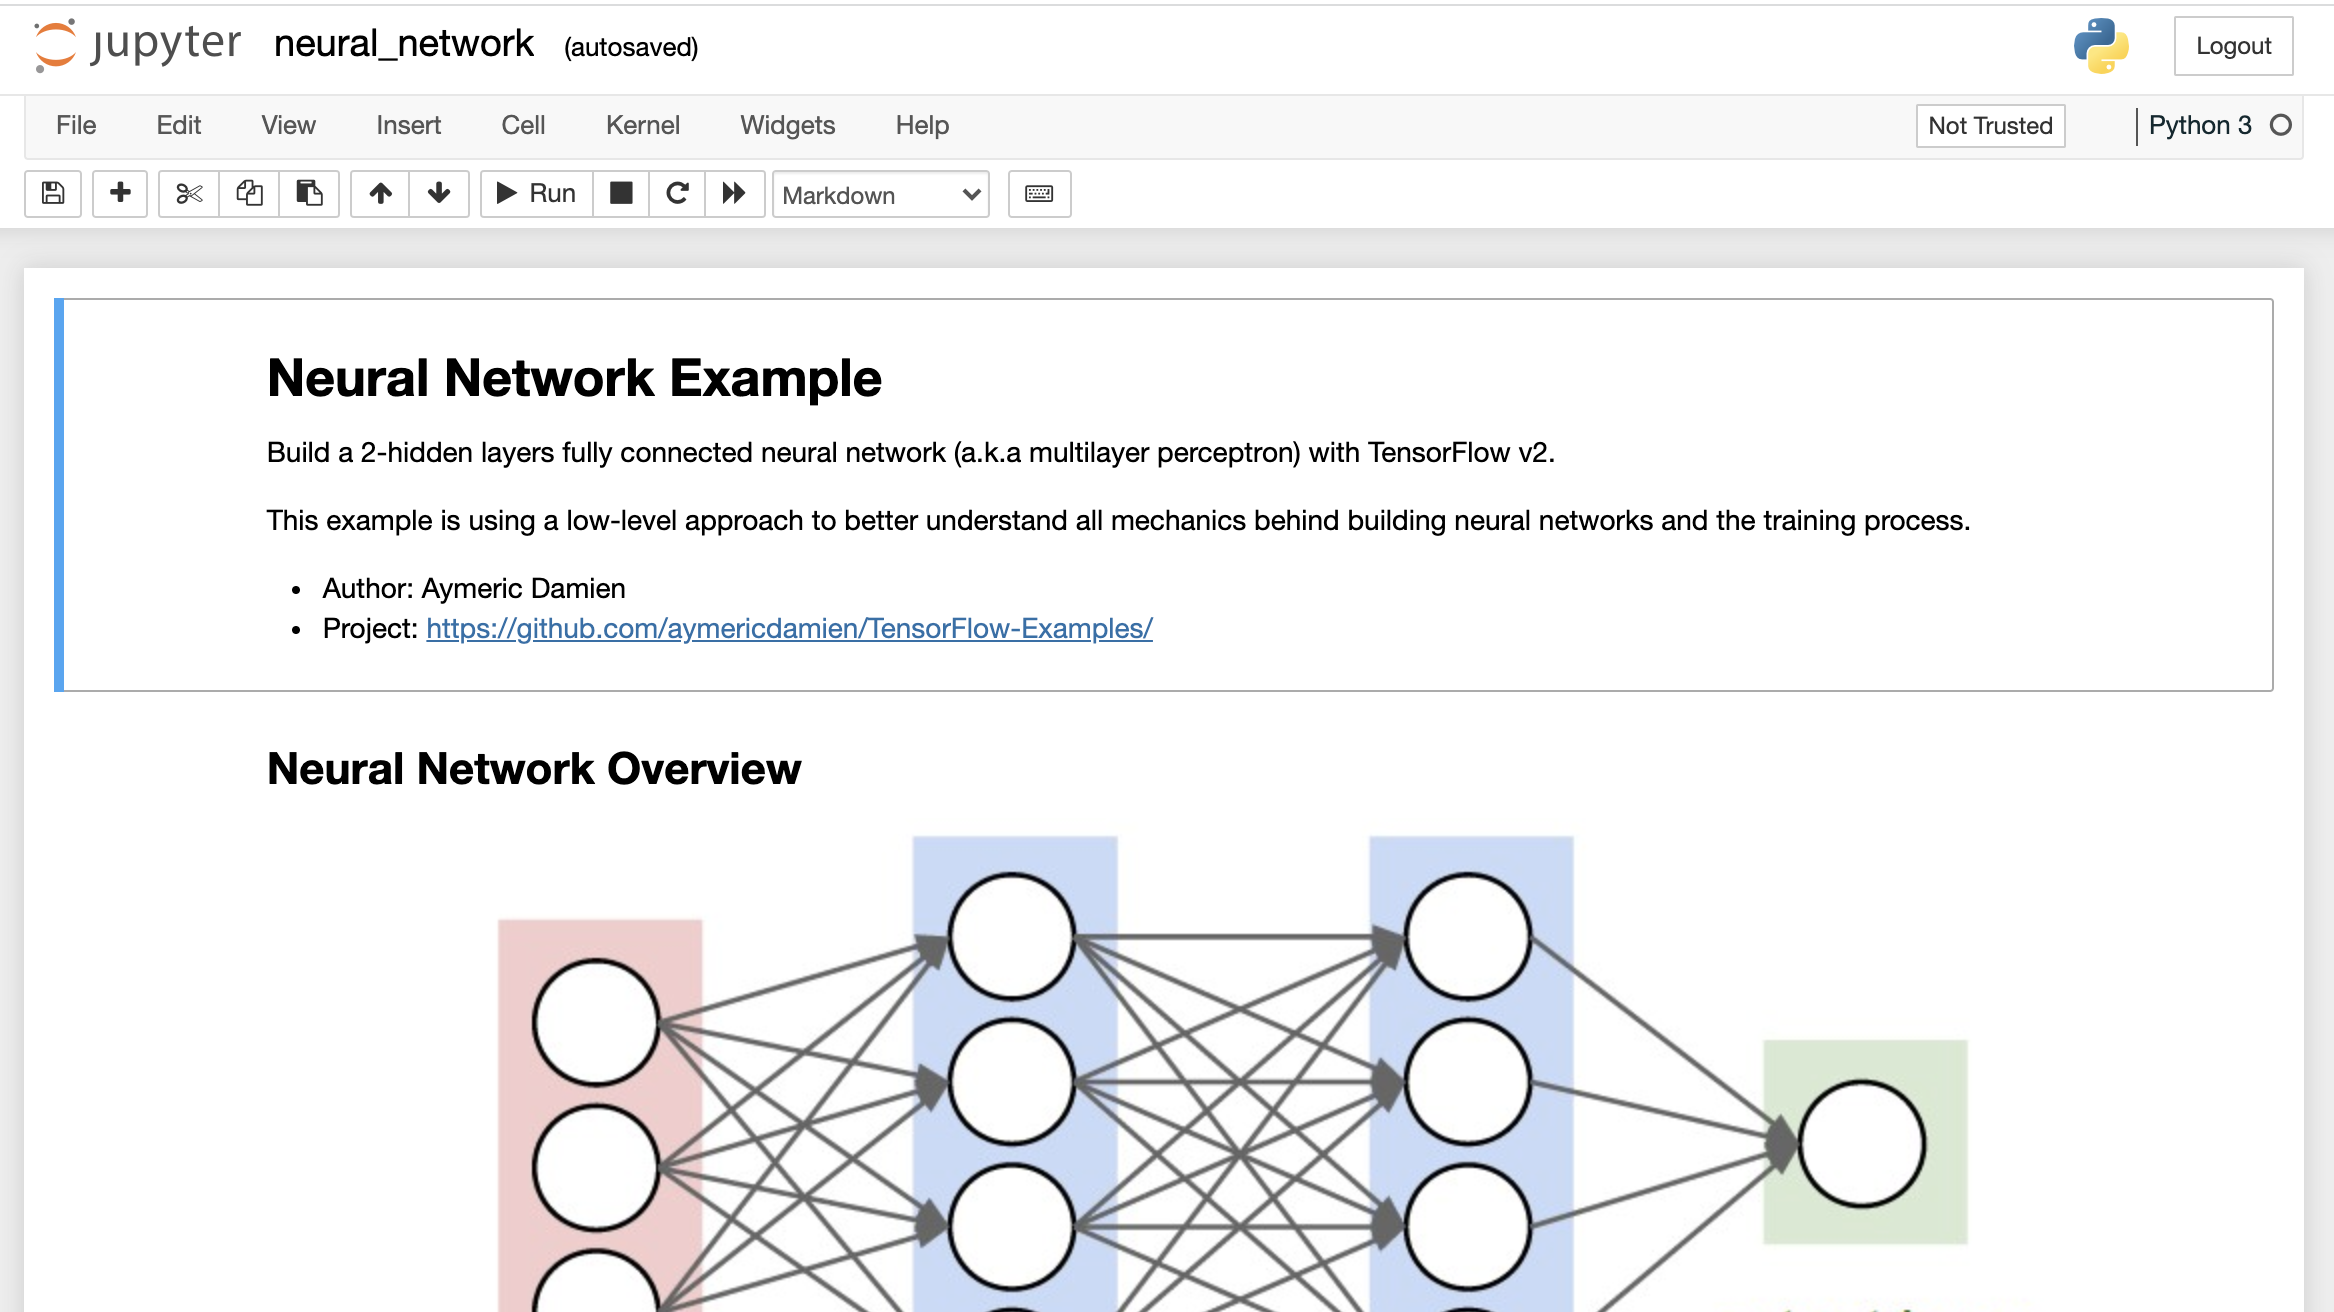 jupyter neural_network (autosaved) Logout
File Edit View Insert Cell Kernel Widgets Help Not Trusted Python 3
Run Markdown
Neural Network Example
Build a 2-hidden layers fully connected neural network (a.k.a multilayer perceptron) with TensorFlow v2.
This example is using a low-level approach to better understand all mechanics behind building neural networks and the training process.
• Author: Aymeric Damien
• Project: https://github.com/aymericdamien/TensorFlow-Examples/
Neural Network Overview